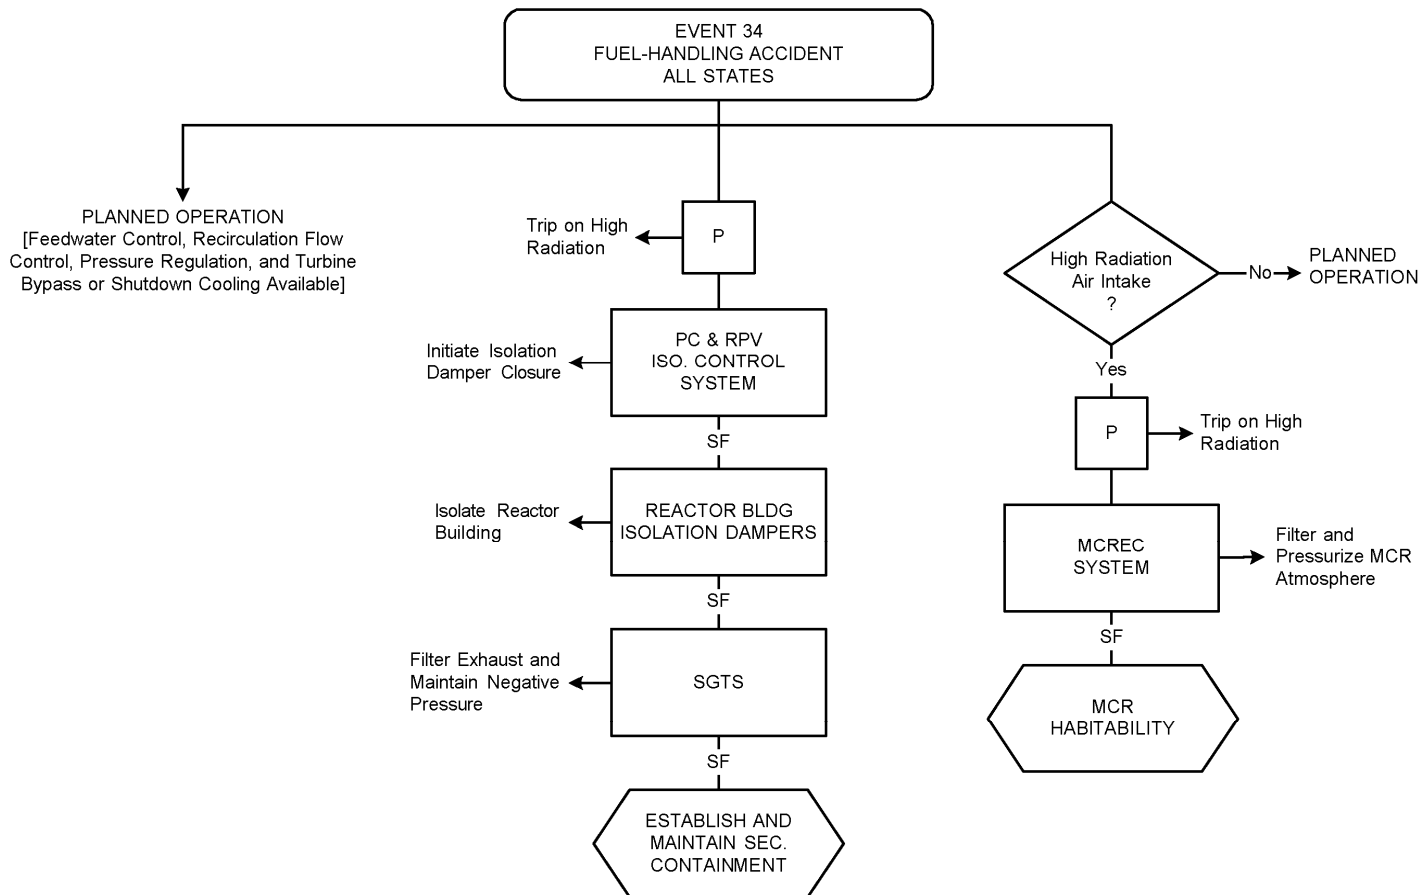 EVENT 34
FUEL-HANDLING ACCIDENT
ALL STATES
PLANNED OPERATION
[Feedwater Control, Recirculation Flow
Control, Pressure Regulation, and Turbine
Bypass or Shutdown Cooling Available]
Trip on High
Radiation
P
PC & RPV
ISO. CONTROL
SYSTEM
Initiate Isolation
Damper Closure
SF
REACTOR BLDG
ISOLATION DAMPERS
Isolate Reactor
Building
SF
SGTS
Filter Exhaust and
Maintain Negative
Pressure
SF
ESTABLISH AND
MAINTAIN SEC.
CONTAINMENT
High Radiation
Air Intake
?
No
PLANNED
OPERATION
Yes
P
Trip on High
Radiation
MCREC
SYSTEM
Filter and
Pressurize MCR
Atmosphere
SF
MCR
HABITABILITY